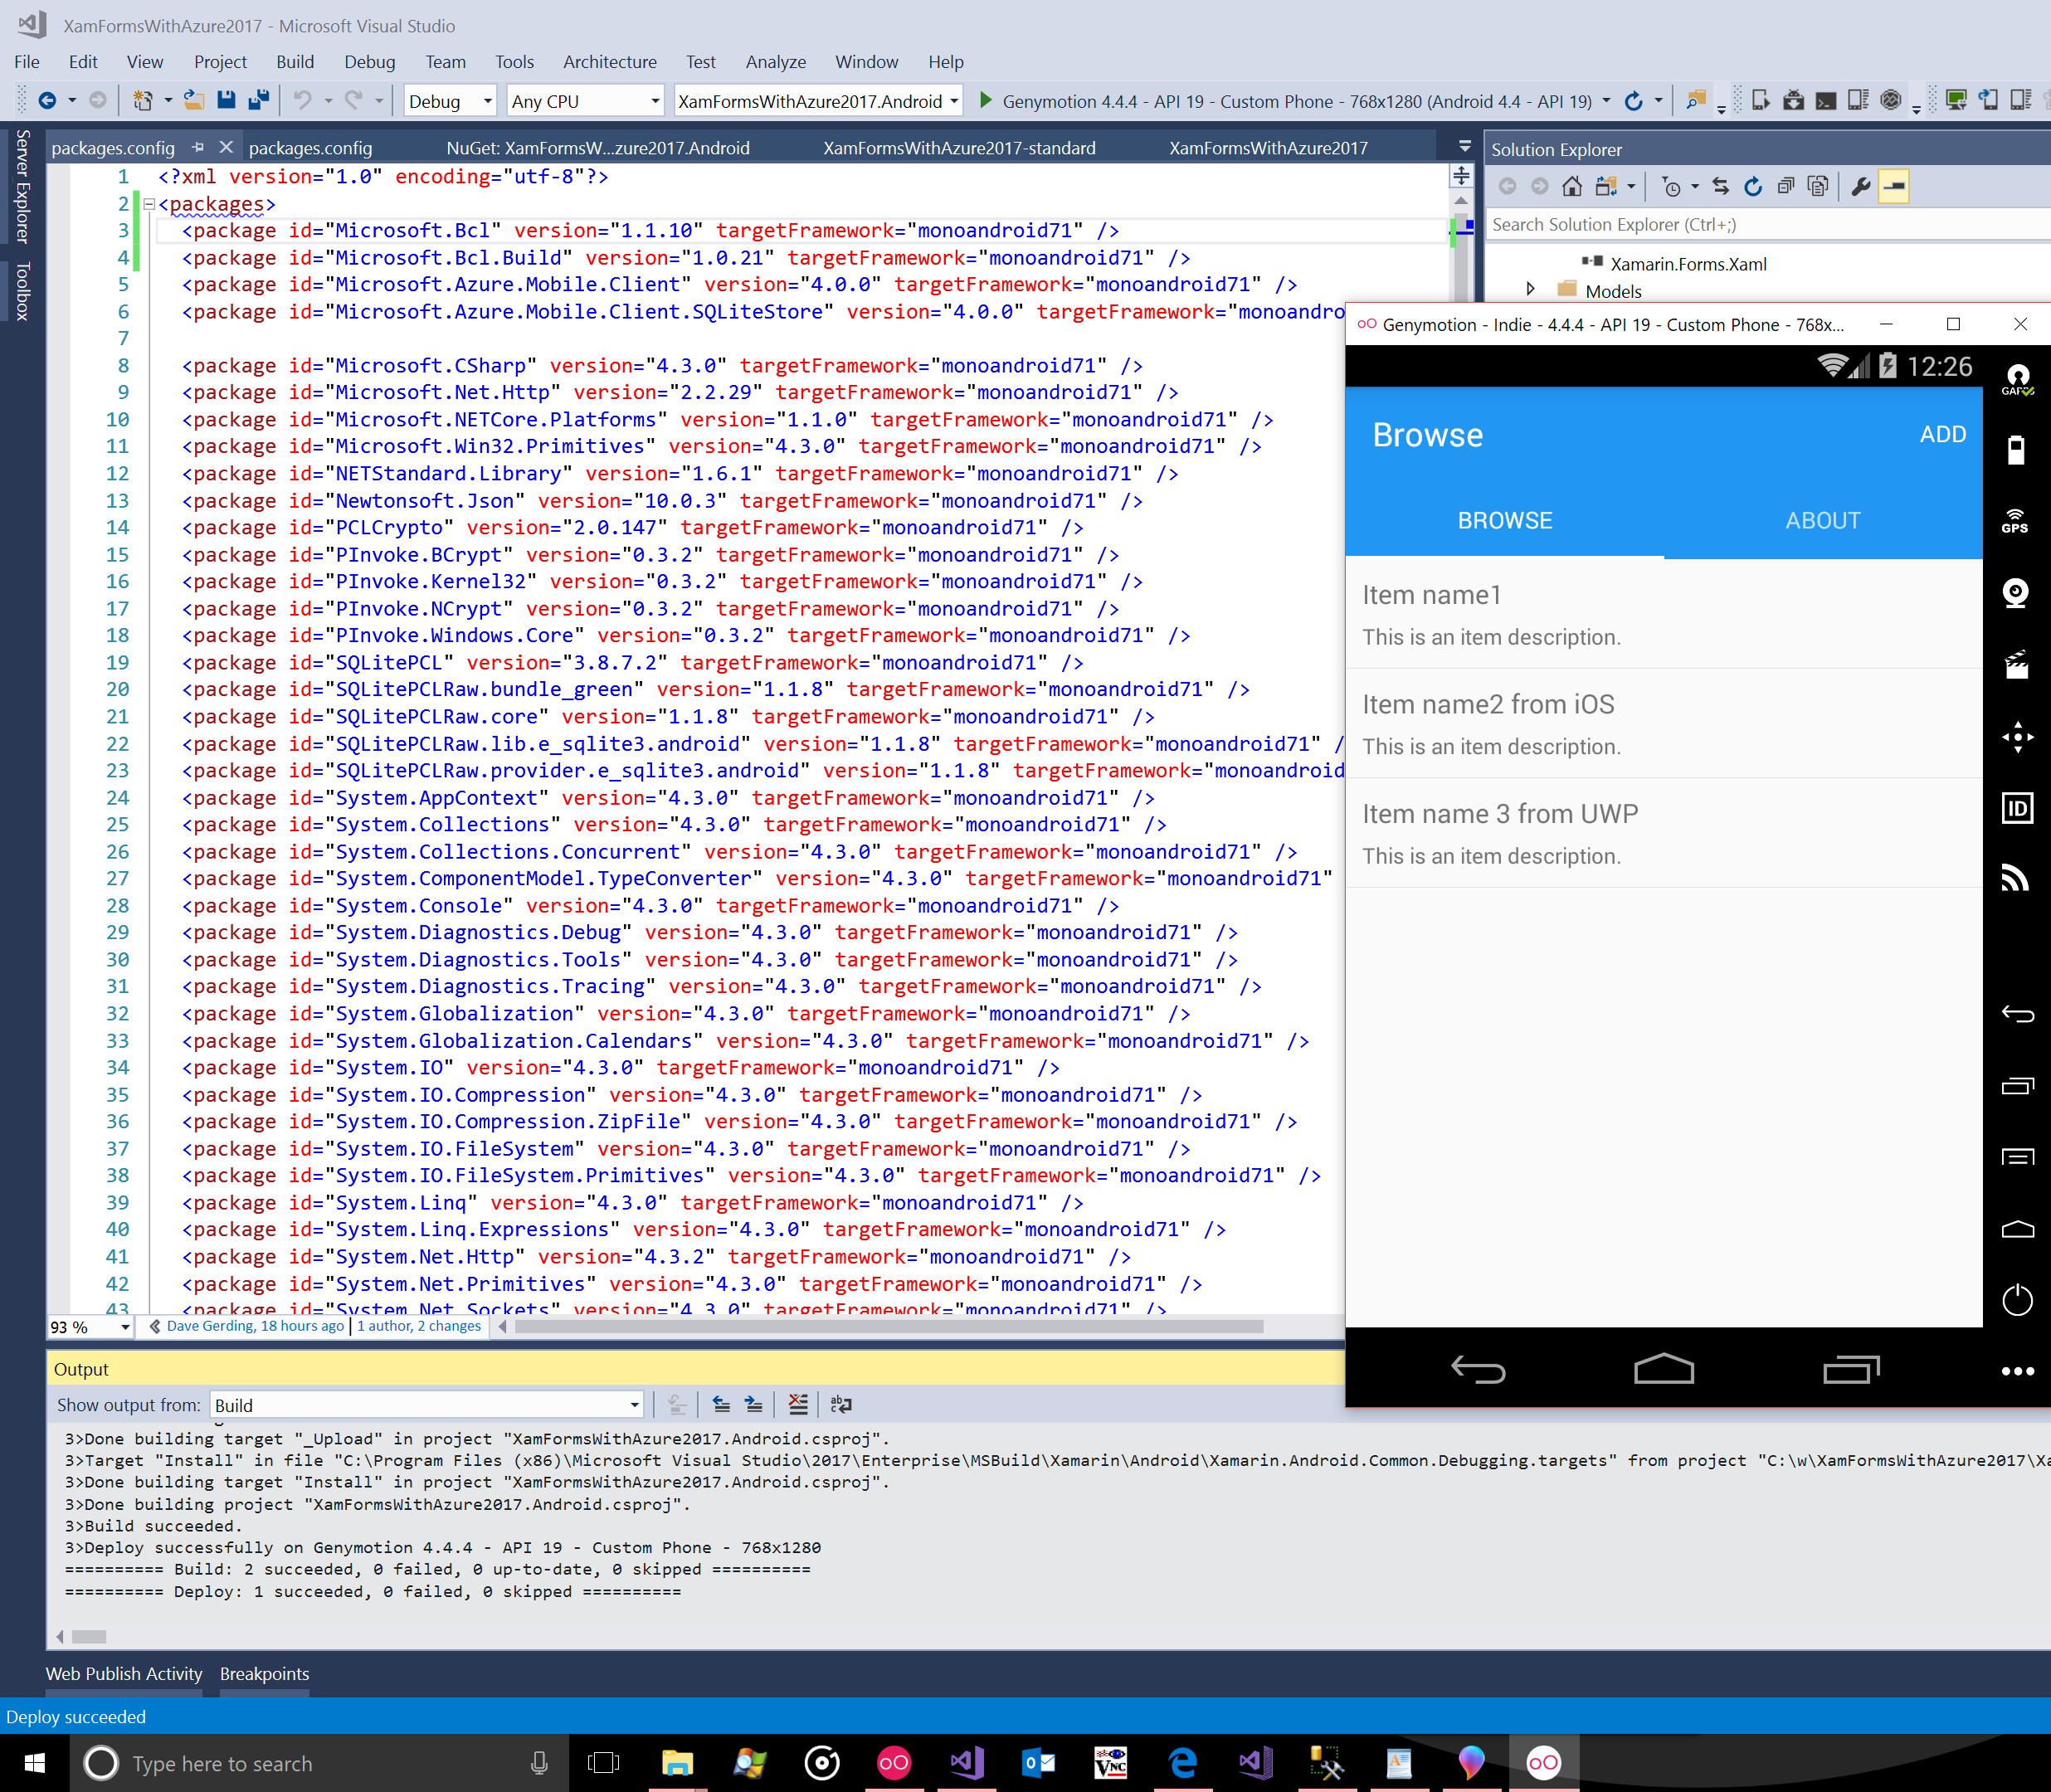 XamFormsWithAzure2017 - Microsoft Visual Studio
File Edit View Project Build Debug Team Tools Architecture Test Analyze Window Help
Debug Any CPU XamFormsWithAzure2017.Android Genymotion 4.4.4 - API 19 - Custom Phone - 768x1280 (Android 4.4 - API 19)
Server Explorer
Toolbox
packages.config packages.config NuGet: XamFormsW...zure2017.Android XamFormsWithAzure2017-standard XamFormsWithAzure2017
1 <?xml version="1.0" encoding="utf-8"?>
2 <packages>
3 <package id="Microsoft.Bcl" version="1.1.10" targetFramework="monoandroid71" />
4 <package id="Microsoft.Bcl.Build" version="1.0.21" targetFramework="monoandroid71" />
5 <package id="Microsoft.Azure.Mobile.Client" version="4.0.0" targetFramework="monoandroid71" />
6 <package id="Microsoft.Azure.Mobile.Client.SQLiteStore" version="4.0.0" targetFramework="monoandro
7
8 <package id="Microsoft.CSharp" version="4.3.0" targetFramework="monoandroid71" />
9 <package id="Microsoft.Net.Http" version="2.2.29" targetFramework="monoandroid71" />
10 <package id="Microsoft.NETCore.Platforms" version="1.1.0" targetFramework="monoandroid71" />
11 <package id="Microsoft.Win32.Primitives" version="4.3.0" targetFramework="monoandroid71" />
12 <package id="NETStandard.Library" version="1.6.1" targetFramework="monoandroid71" />
13 <package id="Newtonsoft.Json" version="10.0.3" targetFramework="monoandroid71" />
14 <package id="PCLCrypto" version="2.0.147" targetFramework="monoandroid71" />
15 <package id="PInvoke.BCrypt" version="0.3.2" targetFramework="monoandroid71" />
16 <package id="PInvoke.Kernel32" version="0.3.2" targetFramework="monoandroid71" />
17 <package id="PInvoke.NCrypt" version="0.3.2" targetFramework="monoandroid71" />
18 <package id="PInvoke.Windows.Core" version="0.3.2" targetFramework="monoandroid71" />
19 <package id="SQLitePCL" version="3.8.7.2" targetFramework="monoandroid71" />
20 <package id="SQLitePCLRaw.bundle_green" version="1.1.8" targetFramework="monoandroid71" />
21 <package id="SQLitePCLRaw.core" version="1.1.8" targetFramework="monoandroid71" />
22 <package id="SQLitePCLRaw.lib.e_sqlite3.android" version="1.1.8" targetFramework="monoandroid71" /
23 <package id="SQLitePCLRaw.provider.e_sqlite3.android" version="1.1.8" targetFramework="monoandroid
24 <package id="System.AppContext" version="4.3.0" targetFramework="monoandroid71" />
25 <package id="System.Collections" version="4.3.0" targetFramework="monoandroid71" />
26 <package id="System.Collections.Concurrent" version="4.3.0" targetFramework="monoandroid71" />
27 <package id="System.ComponentModel.TypeConverter" version="4.3.0" targetFramework="monoandroid71"
28 <package id="System.Console" version="4.3.0" targetFramework="monoandroid71" />
29 <package id="System.Diagnostics.Debug" version="4.3.0" targetFramework="monoandroid71" />
30 <package id="System.Diagnostics.Tools" version="4.3.0" targetFramework="monoandroid71" />
31 <package id="System.Diagnostics.Tracing" version="4.3.0" targetFramework="monoandroid71" />
32 <package id="System.Globalization" version="4.3.0" targetFramework="monoandroid71" />
33 <package id="System.Globalization.Calendars" version="4.3.0" targetFramework="monoandroid71" />
34 <package id="System.IO" version="4.3.0" targetFramework="monoandroid71" />
35 <package id="System.IO.Compression" version="4.3.0" targetFramework="monoandroid71" />
36 <package id="System.IO.Compression.ZipFile" version="4.3.0" targetFramework="monoandroid71" />
37 <package id="System.IO.FileSystem" version="4.3.0" targetFramework="monoandroid71" />
38 <package id="System.IO.FileSystem.Primitives" version="4.3.0" targetFramework="monoandroid71" />
39 <package id="System.Linq" version="4.3.0" targetFramework="monoandroid71" />
40 <package id="System.Linq.Expressions" version="4.3.0" targetFramework="monoandroid71" />
41 <package id="System.Net.Http" version="4.3.2" targetFramework="monoandroid71" />
42 <package id="System.Net.Primitives" version="4.3.0" targetFramework="monoandroid71" />
43 <package id="System.Net.Sockets" version="4.3.0" targetFramework="monoandroid71" />
93 % Dave Gerding, 18 hours ago | 1 author, 2 changes
Solution Explorer
Search Solution Explorer (Ctrl+;)
Xamarin.Forms.Xaml
Models
Genymotion - Indie - 4.4.4 - API 19 - Custom Phone - 768x...
12:26
Browse ADD
BROWSE ABOUT
Item name1
This is an item description.
Item name2 from iOS
This is an item description.
Item name 3 from UWP
This is an item description.
GPS
ID
Output
Show output from: Build
3>Done building target "_Upload" in project "XamFormsWithAzure2017.Android.csproj".
3>Target "Install" in file "C:\Program Files (x86)\Microsoft Visual Studio\2017\Enterprise\MSBuild\Xamarin\Android\Xamarin.Android.Common.Debugging.targets" from project "C:\w\XamFormsWithAzure2017\Xa
3>Done building target "Install" in project "XamFormsWithAzure2017.Android.csproj".
3>Done building project "XamFormsWithAzure2017.Android.csproj".
3>Build succeeded.
3>Deploy successfully on Genymotion 4.4.4 - API 19 - Custom Phone - 768x1280
========== Build: 2 succeeded, 0 failed, 0 up-to-date, 0 skipped ==========
========== Deploy: 1 succeeded, 0 failed, 0 skipped ==========
Web Publish Activity Breakpoints
Deploy succeeded
Type here to search
VNC